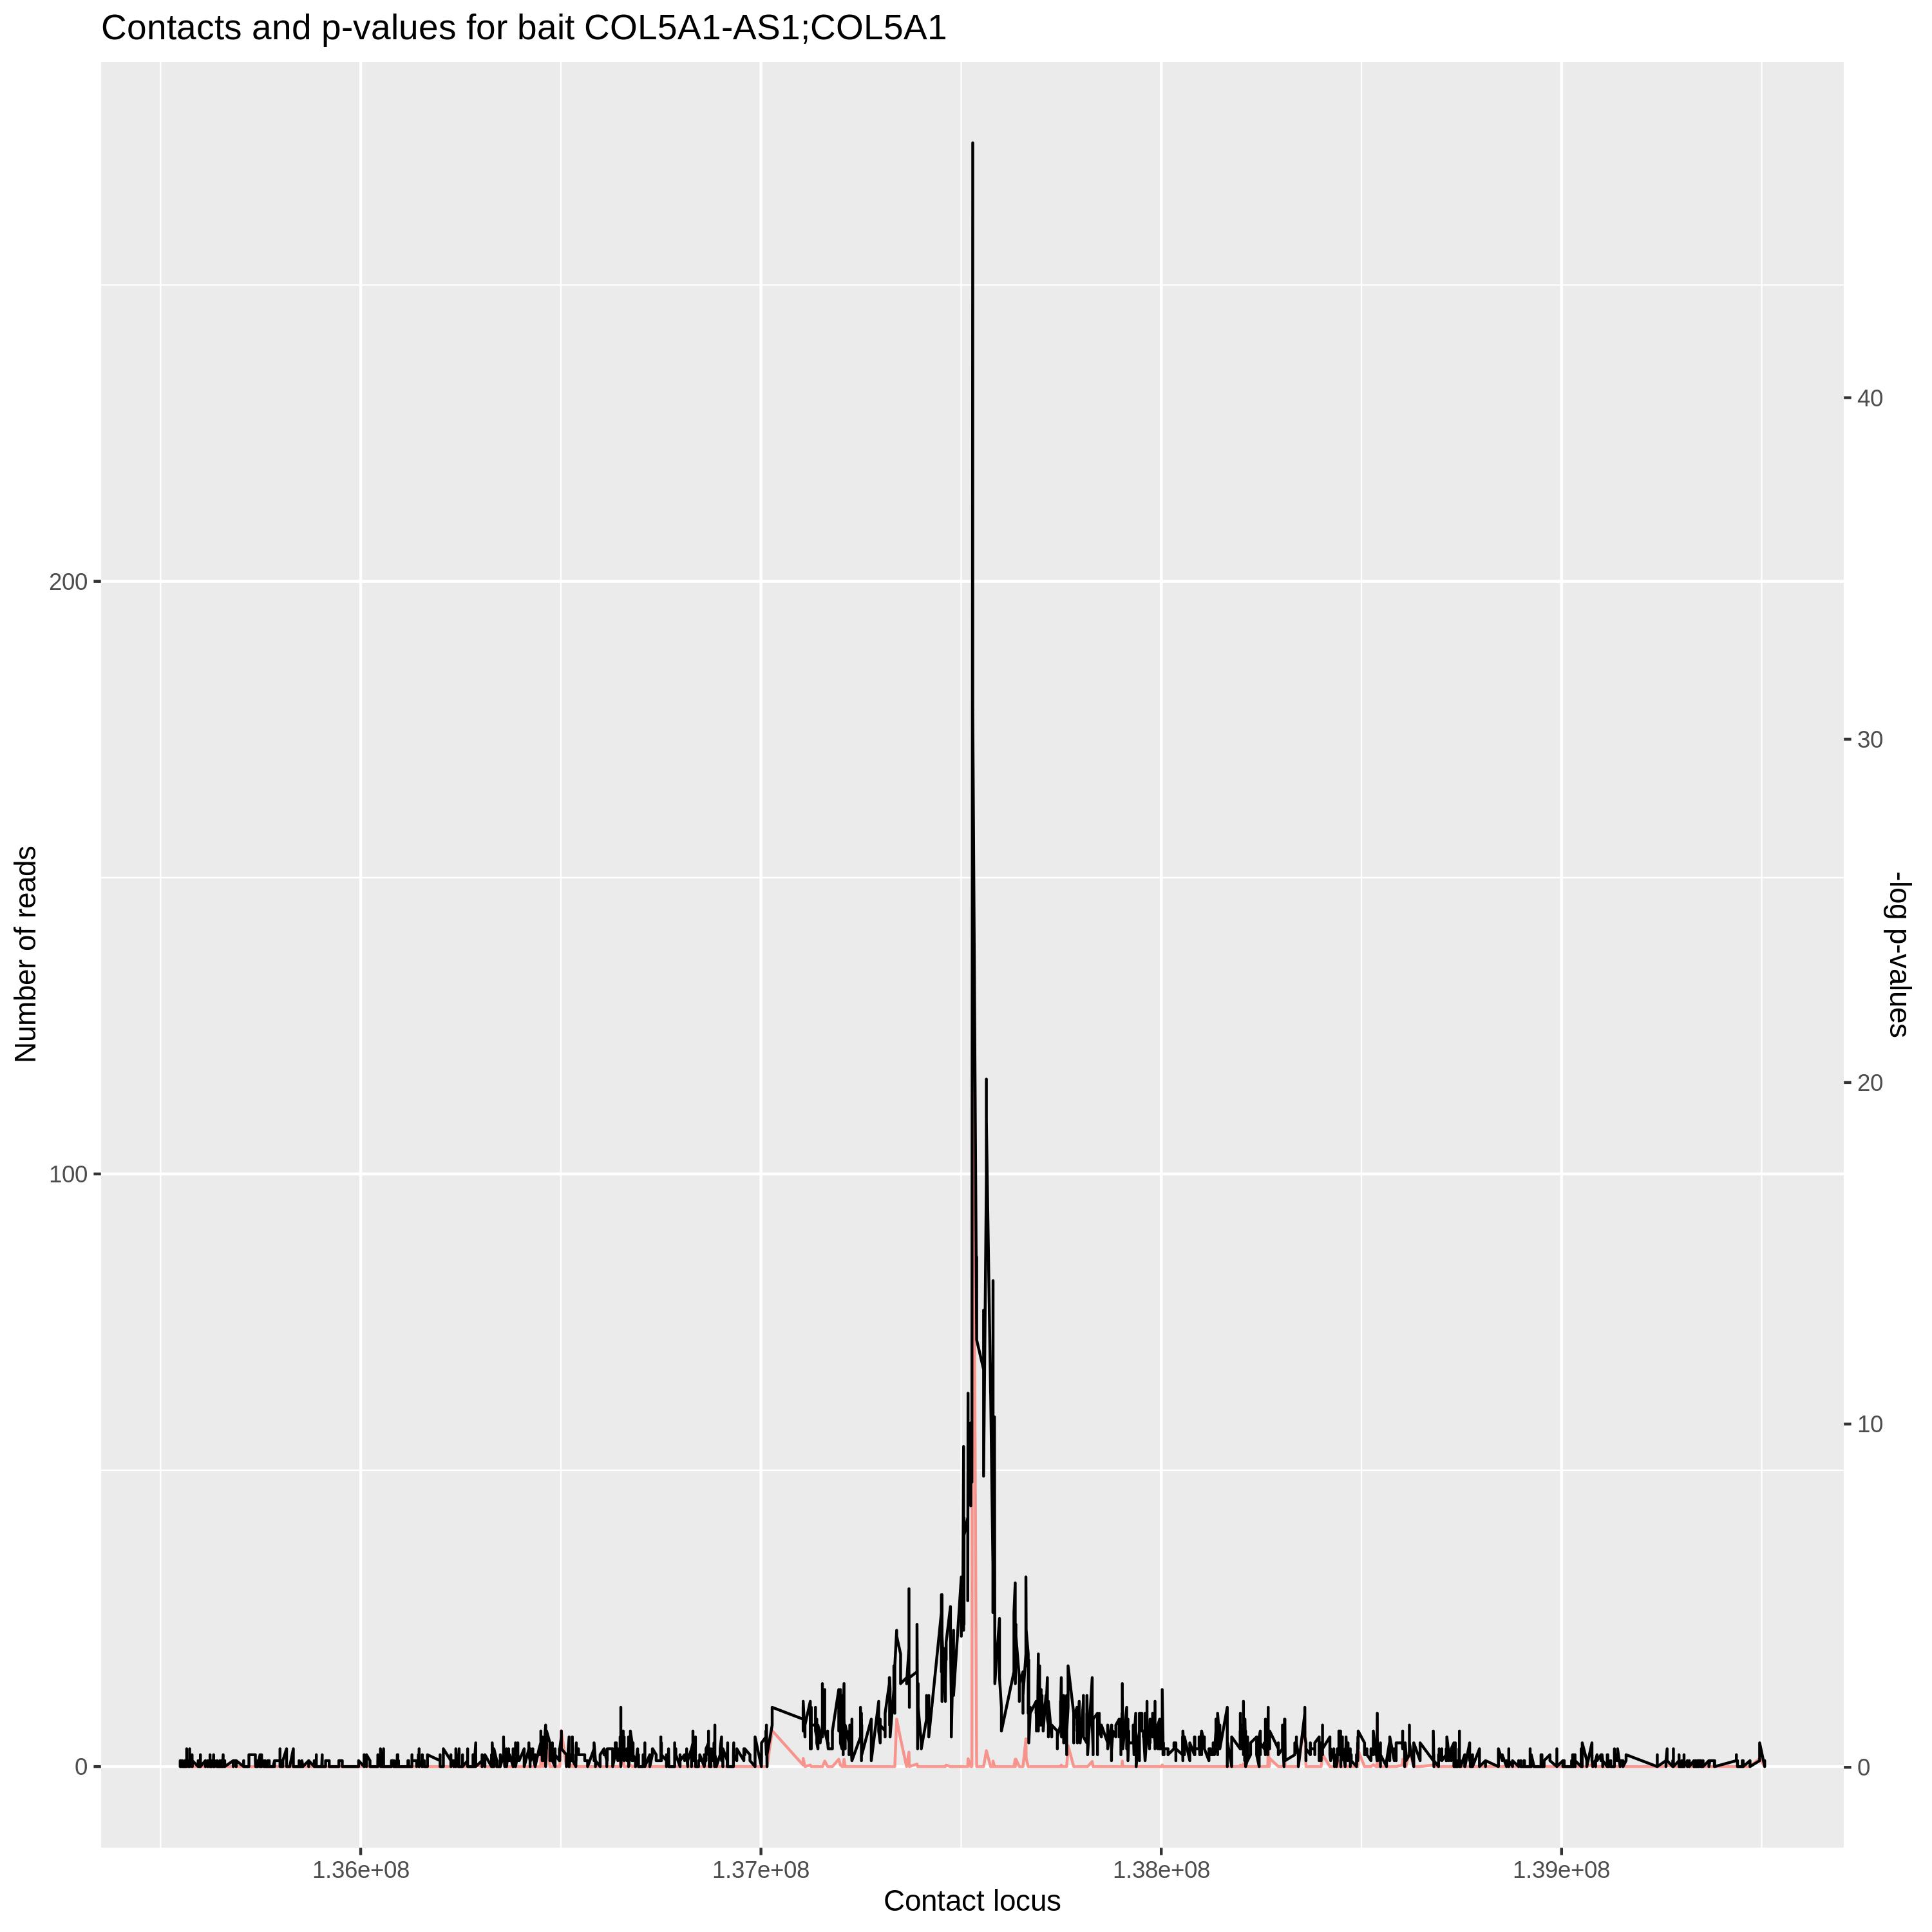 Contacts and p-values for bait COL5A1-AS1;COL5A1
Number of reads
200
100
0
40
30
20
10
0
-log p-values
1.36e+08
1.37e+08
1.38e+08
1.39e+08
Contact locus